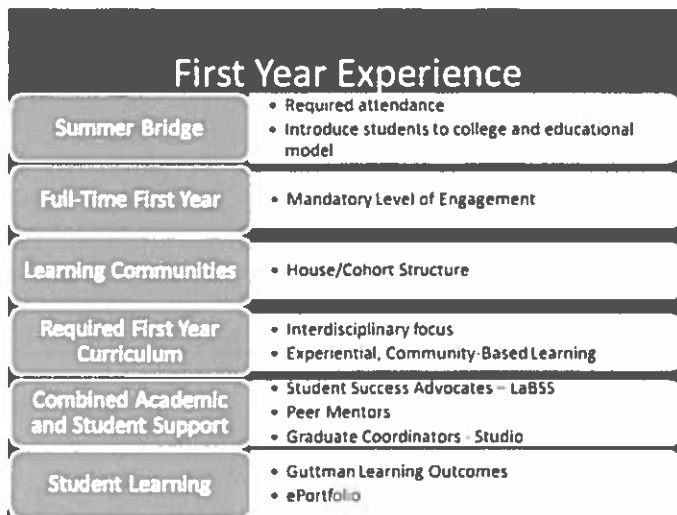 First Year Experience
Summer Bridge
• Required attendance
• Introduce students to college and educational
model
Full-Time First Year
• Mandatory Level of Engagement
Learning Communities
• House/Cohort Structure
Required First Year
Curriculum
• Interdisciplinary focus
• Experiential, Community-Based Learning
Combined Academic
and Student Support
• Student Success Advocates – LaBSS
• Peer Mentors
• Graduate Coordinators - Studio
Student Learning
• Guttman Learning Outcomes
• ePortfolio